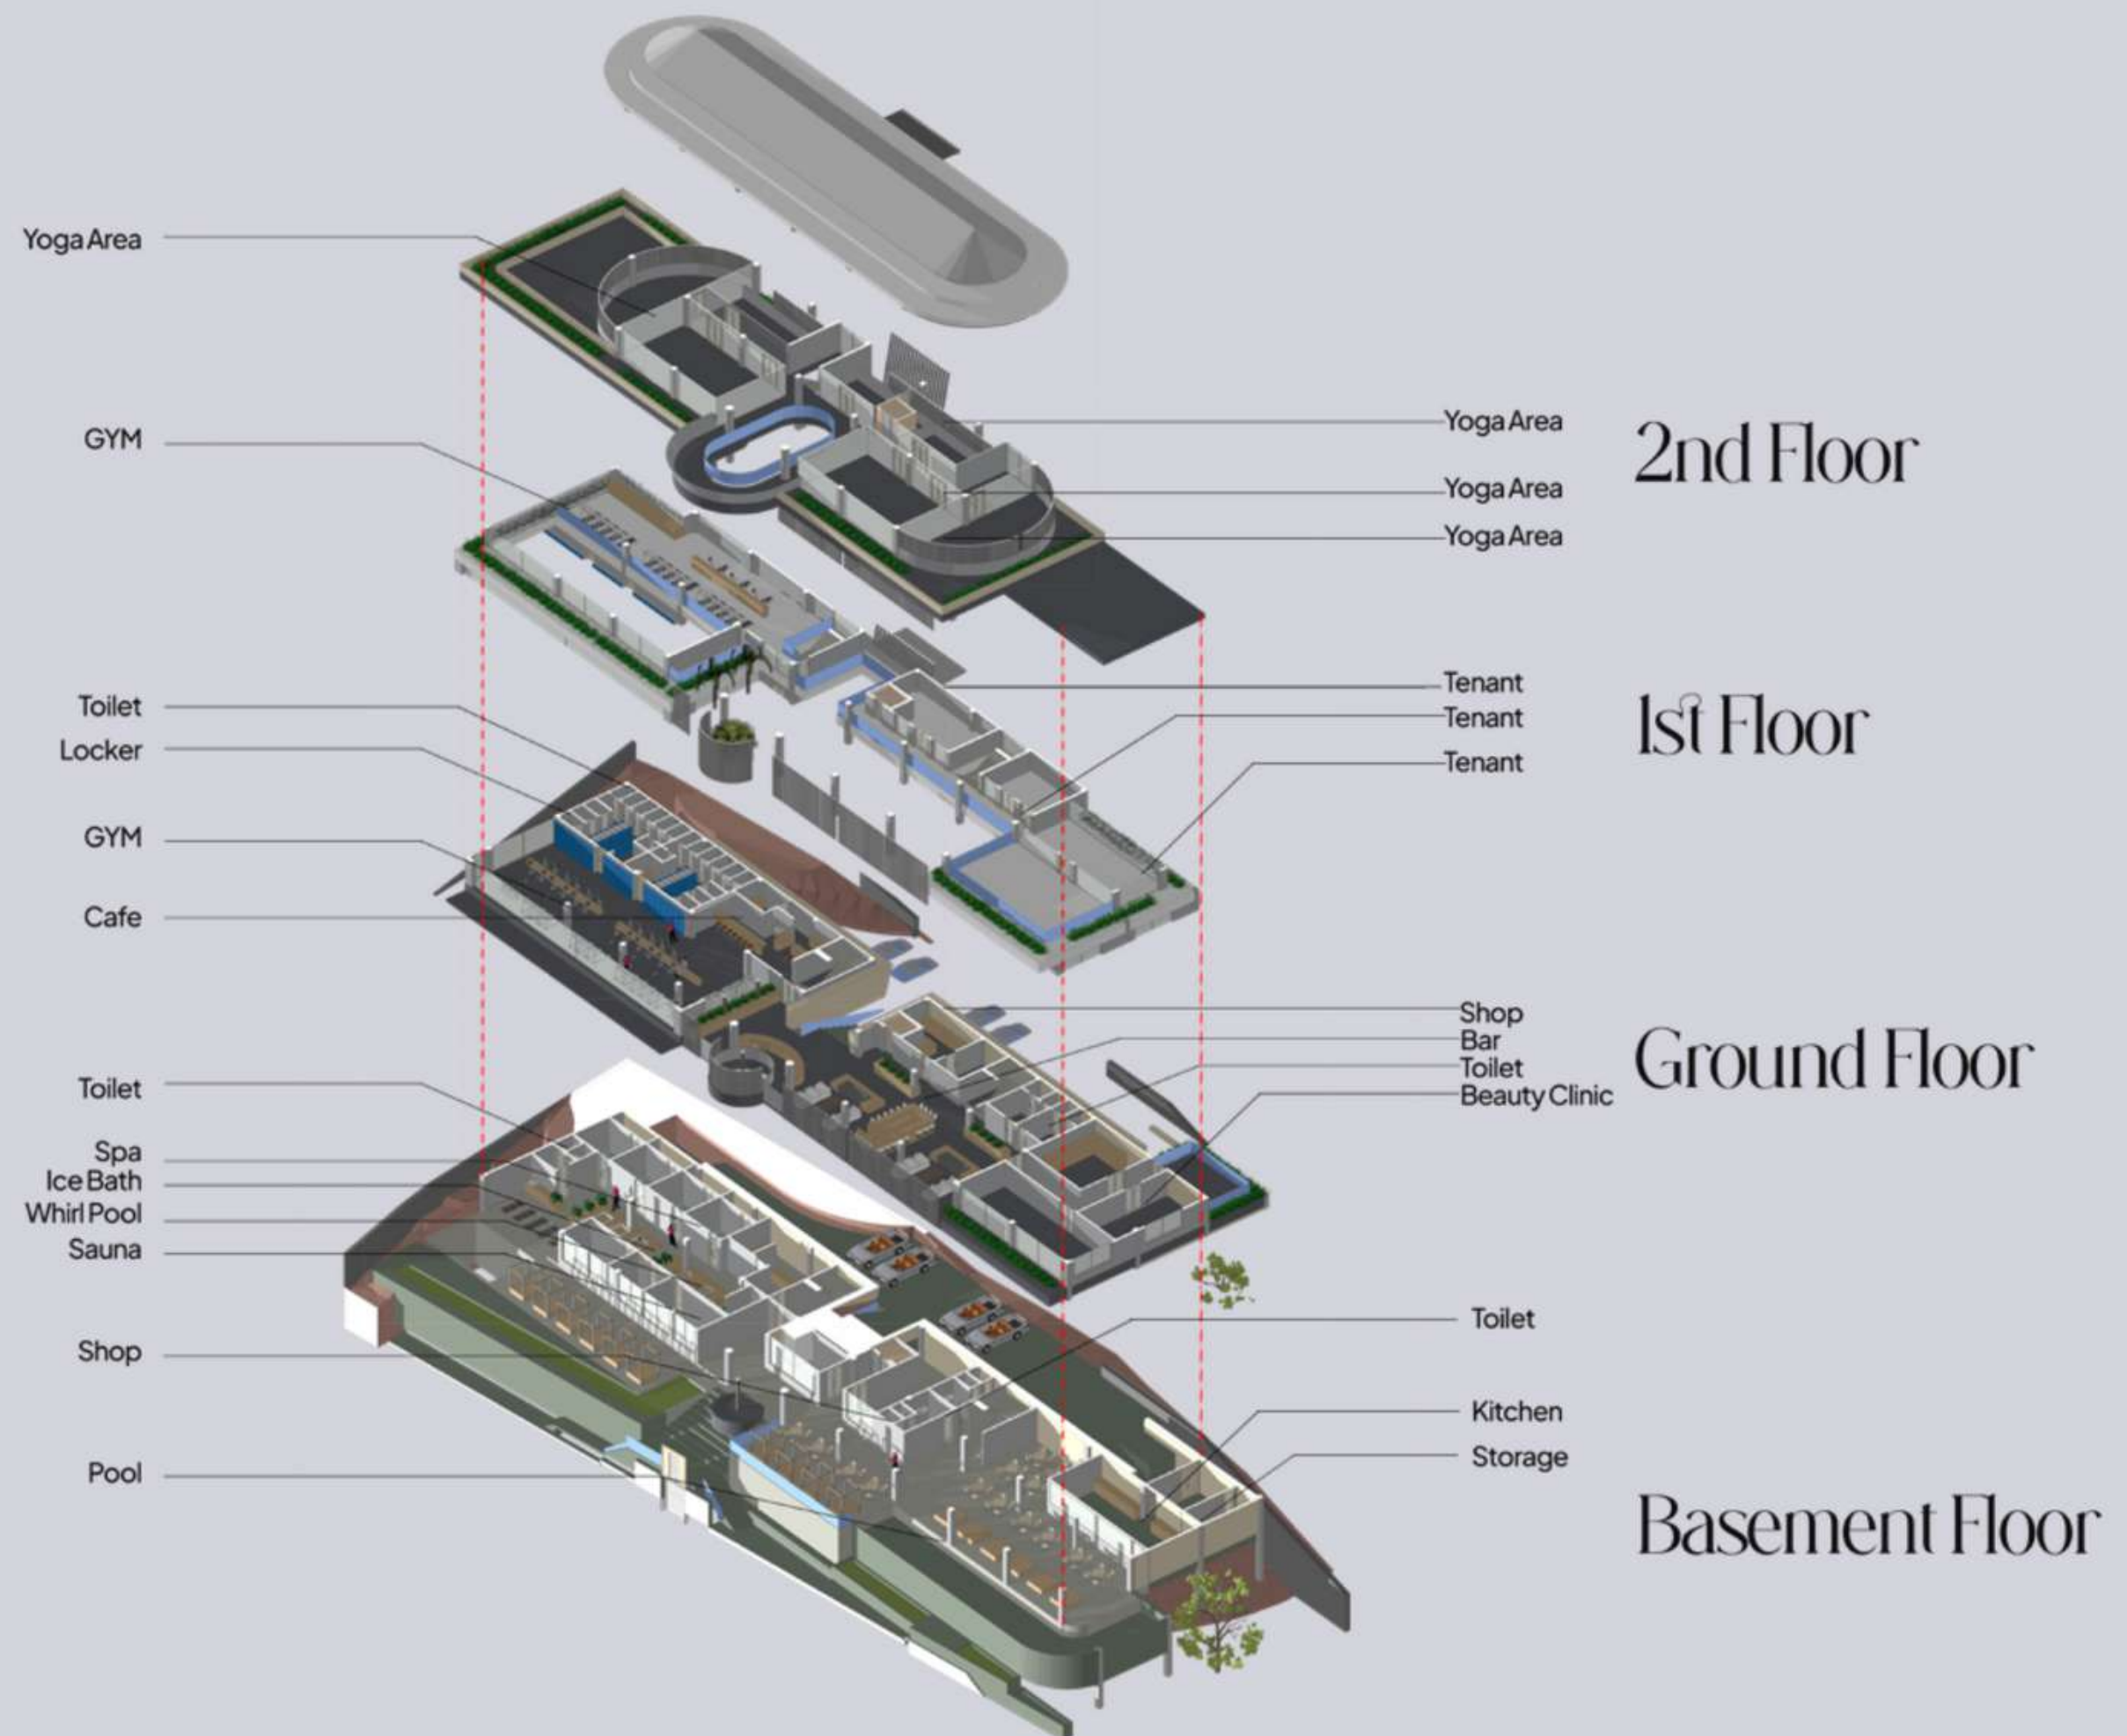 Yoga Area
Yoga Area
Yoga Area
Yoga Area
2nd Floor
GYM
Tenant
Tenant
Tenant
1st Floor
Toilet
Locker
GYM
Cafe
Shop
Bar
Toilet
Beauty Clinic
Ground Floor
Toilet
Spa
Ice Bath
Whirl Pool
Sauna
Shop
Pool
Toilet
Kitchen
Storage
Basement Floor